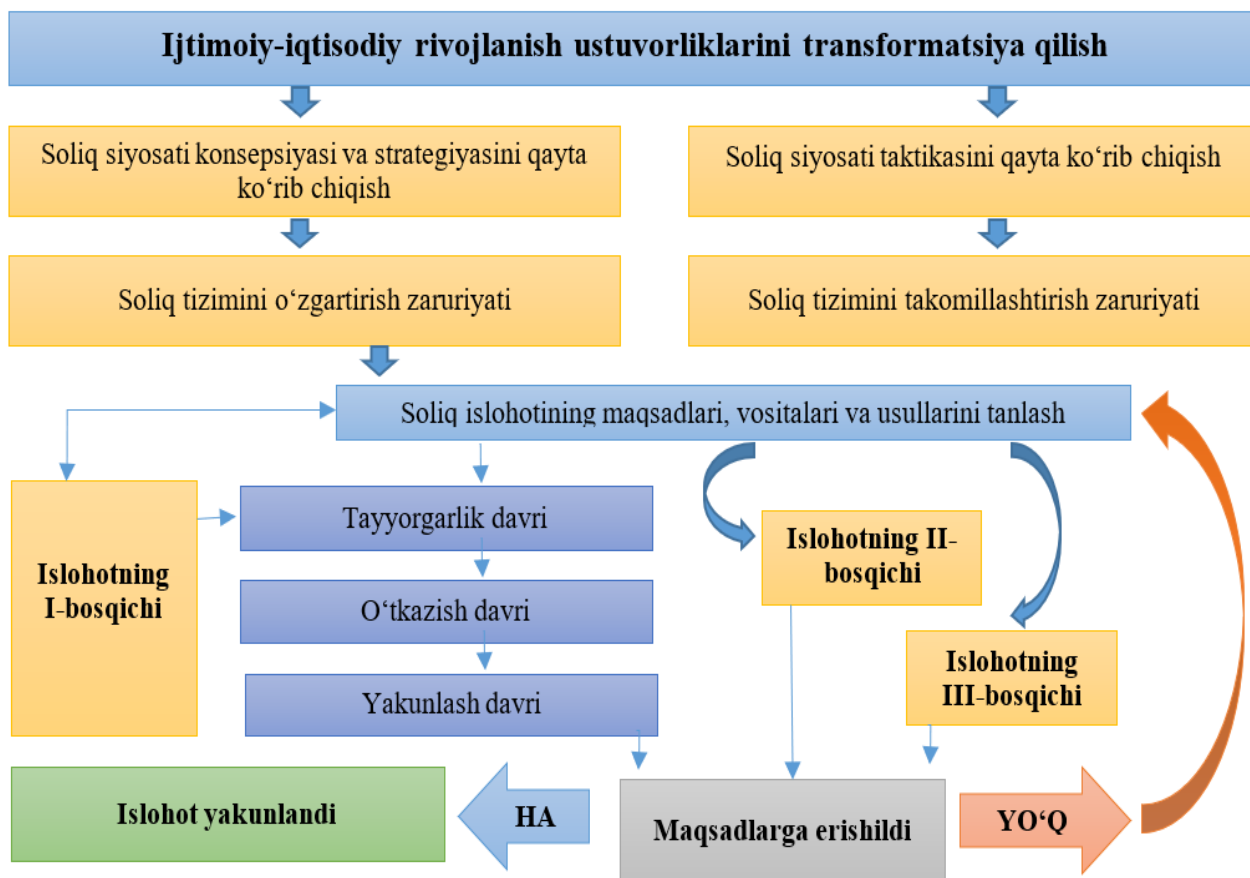 Ijtimoiy-iqtisodiy rivojlanish ustuvorliklarini transformatsiya qilish
Soliq siyosati konsepsiyasi va strategiyasini qayta
ko‘rib chiqish
Soliq siyosati taktikasini qayta ko‘rib chiqish
Soliq tizimini o‘zgartirish zaruriyati
Soliq tizimini takomillashtirish zaruriyati
Soliq islohotining maqsadlari, vositalari va usullarini tanlash
Islohotning
I-bosqichi
Tayyorgarlik davri
O‘tkazish davri
Yakunlash davri
Islohotning II-
bosqichi
Islohotning
III-bosqichi
Islohot yakunlandi
HA
Maqsadlarga erishildi
YO‘Q